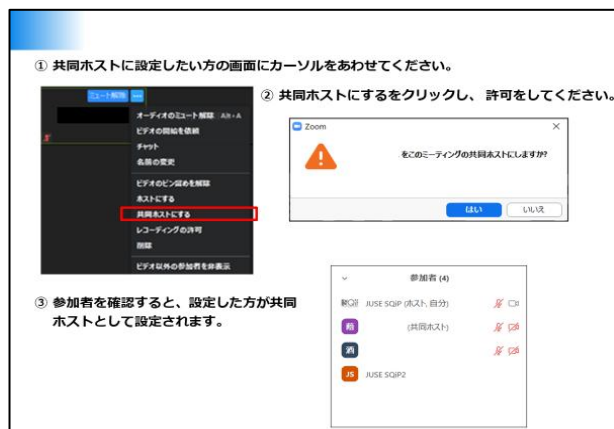 ① 共同ホストに設定したい方の画面にカーソルをあわせてください。
② 共同ホストにするをクリックし、許可をしてください。
ミュート解除 …
オーディオのミュート解除 Alt+A
ビデオの開始を依頼
チャット
名前の変更
ビデオのピン留めを解除
ホストにする
共同ホストにする
レコーディングの許可
削除
ビデオ以外の参加者を非表示
Zoom
をこのミーティングの共同ホストにしますか?
はい いいえ
③ 参加者を確認すると、設定した方が共同
ホストとして設定されます。
参加者 (4)
JUSE SQiP (ホスト, 自分)
(共同ホスト)
酒
JS JUSE SQiP2